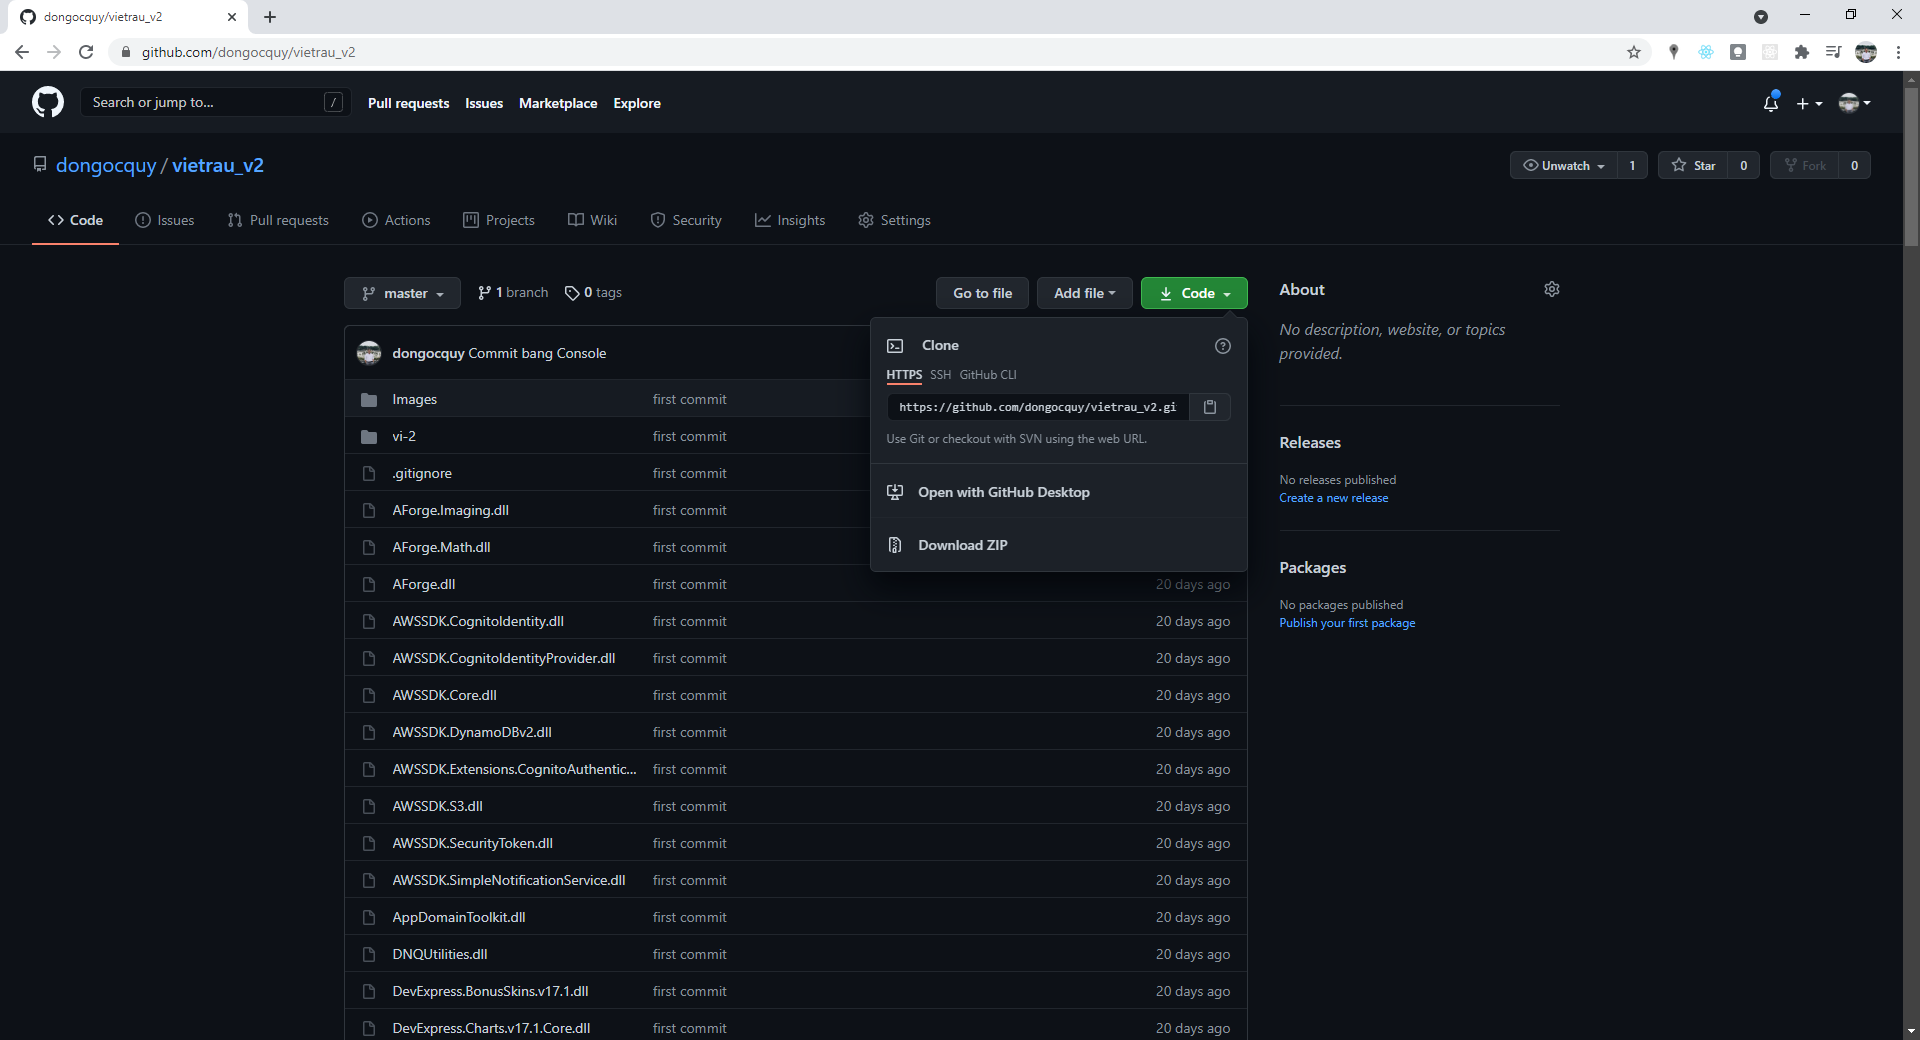 dongocquy/vietrau_v2
github.com/dongocquy/vietrau_v2
Search or jump to... /
Pull requests Issues Marketplace Explore
dongocquy / vietrau_v2
Unwatch 1 Star 0 Fork 0
Code Issues Pull requests Actions Projects Wiki Security Insights Settings
master 1 branch 0 tags Go to file Add file Code
dongocquy Commit bang Console
Images first commit
vi-2 first commit
.gitignore first commit
AForge.Imaging.dll first commit
AForge.Math.dll first commit
AForge.dll first commit 20 days ago
AWSSDK.CognitoIdentity.dll first commit 20 days ago
AWSSDK.CognitoIdentityProvider.dll first commit 20 days ago
AWSSDK.Core.dll first commit 20 days ago
AWSSDK.DynamoDBv2.dll first commit 20 days ago
AWSSDK.Extensions.CognitoAuthentic... first commit 20 days ago
AWSSDK.S3.dll first commit 20 days ago
AWSSDK.SecurityToken.dll first commit 20 days ago
AWSSDK.SimpleNotificationService.dll first commit 20 days ago
AppDomainToolkit.dll first commit 20 days ago
DNQUtilities.dll first commit 20 days ago
DevExpress.BonusSkins.v17.1.dll first commit 20 days ago
DevExpress.Charts.v17.1.Core.dll first commit 20 days ago
Clone
HTTPS SSH GitHub CLI
https://github.com/dongocquy/vietrau_v2.gi
Use Git or checkout with SVN using the web URL.
Open with GitHub Desktop
Download ZIP
About
No description, website, or topics
provided.
Releases
No releases published
Create a new release
Packages
No packages published
Publish your first package